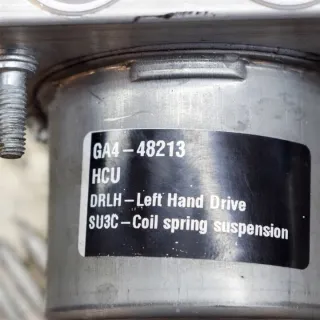 GA4-48213
HCU
DRLH-Left Hand Drive
SU3C-Coil spring suspension